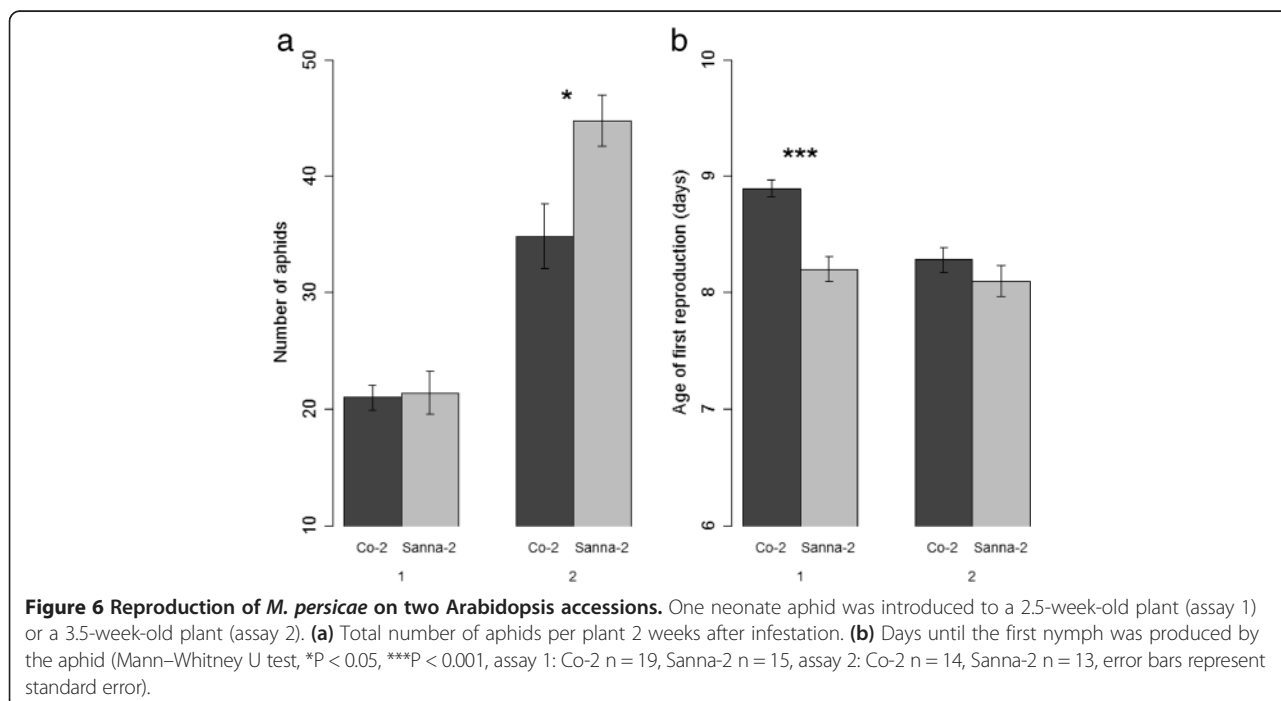 a
50
40
30
20
10
Number of aphids
*
Co-2 Sanna-2 Co-2 Sanna-2
1 2
b
10
9
8
7
6
Age of first reproduction (days)
***
Co-2 Sanna-2 Co-2 Sanna-2
1 2
Figure 6 Reproduction of M. persicae on two Arabidopsis accessions. One neonate aphid was introduced to a 2.5-week-old plant (assay 1)
or a 3.5-week-old plant (assay 2). (a) Total number of aphids per plant 2 weeks after infestation. (b) Days until the first nymph was produced by
the aphid (Mann–Whitney U test, *P < 0.05, ***P < 0.001, assay 1: Co-2 n = 19, Sanna-2 n = 15, assay 2: Co-2 n = 14, Sanna-2 n = 13, error bars represent
standard error).